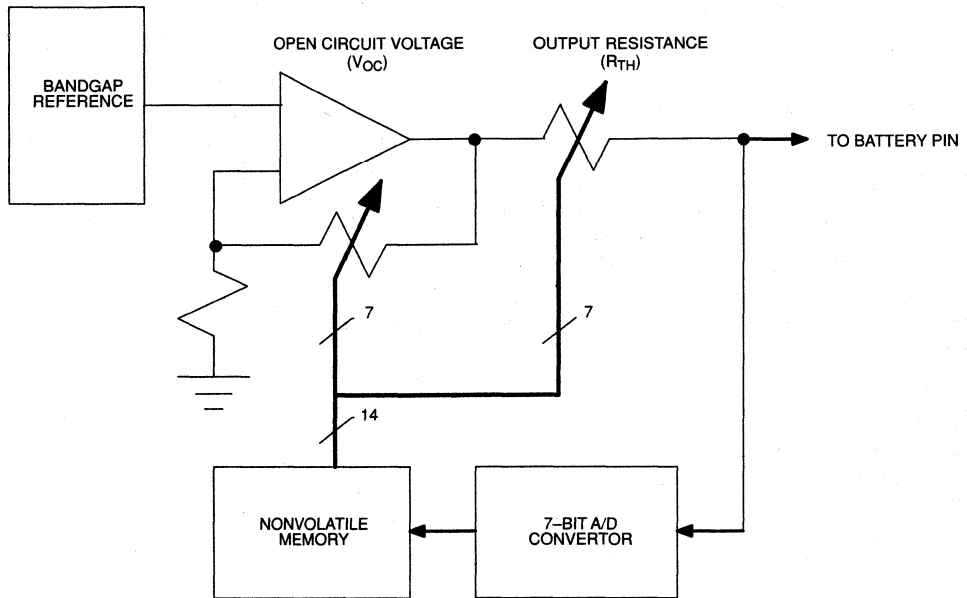 OPEN CIRCUIT VOLTAGE
(VOC)
OUTPUT RESISTANCE
(RTH)
BANDGAP
REFERENCE
TO BATTERY PIN
7
7
14
NONVOLATILE
MEMORY
7–BIT A/D
CONVERTOR